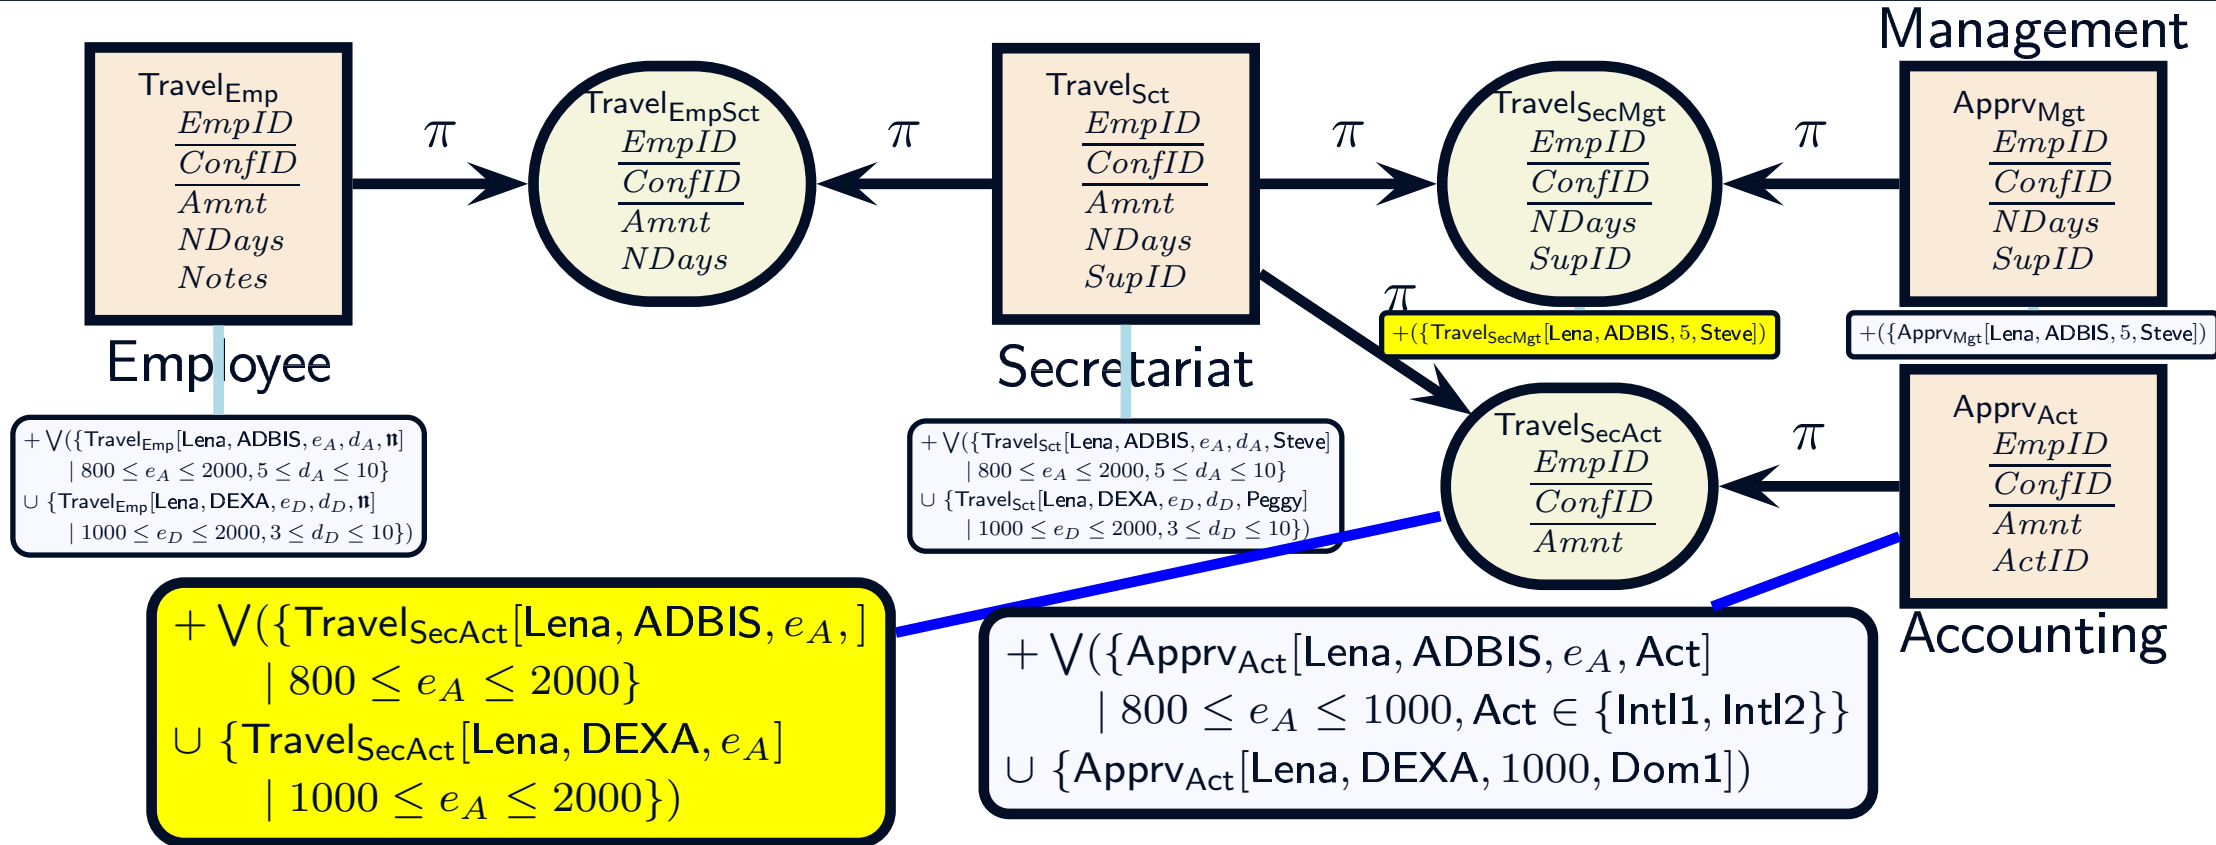 Management
Travel_Emp
EmpID
ConfID
Amnt
NDays
Notes
Employee
π
Travel_EmpSct
EmpID
ConfID
Amnt
NDays
π
Travel_Sct
EmpID
ConfID
Amnt
NDays
SupID
Secretariat
π
π
Travel_SecMgt
EmpID
ConfID
NDays
SupID
π
Apprv_Mgt
EmpID
ConfID
NDays
SupID
+({Travel_SecMgt[Lena, ADBIS, 5, Steve])
+({Apprv_Mgt[Lena, ADBIS, 5, Steve])
Travel_SecAct
EmpID
ConfID
Amnt
π
Apprv_Act
EmpID
ConfID
Amnt
ActID
Accounting
+ ⋁({Travel_Emp[Lena, ADBIS, e_A, d_A, 𝔫]
| 800 ≤ e_A ≤ 2000, 5 ≤ d_A ≤ 10}
∪ {Travel_Emp[Lena, DEXA, e_D, d_D, 𝔫]
| 1000 ≤ e_D ≤ 2000, 3 ≤ d_D ≤ 10})
+ ⋁({Travel_Sct[Lena, ADBIS, e_A, d_A, Steve]
| 800 ≤ e_A ≤ 2000, 5 ≤ d_A ≤ 10}
∪ {Travel_Sct[Lena, DEXA, e_D, d_D, Peggy]
| 1000 ≤ e_D ≤ 2000, 3 ≤ d_D ≤ 10})
+ ⋁({Travel_SecAct[Lena, ADBIS, e_A, ]
| 800 ≤ e_A ≤ 2000}
∪ {Travel_SecAct[Lena, DEXA, e_A]
| 1000 ≤ e_A ≤ 2000})
+ ⋁({Apprv_Act[Lena, ADBIS, e_A, Act]
| 800 ≤ e_A ≤ 1000, Act ∈ {Intl1, Intl2}}
∪ {Apprv_Act[Lena, DEXA, 1000, Dom1])